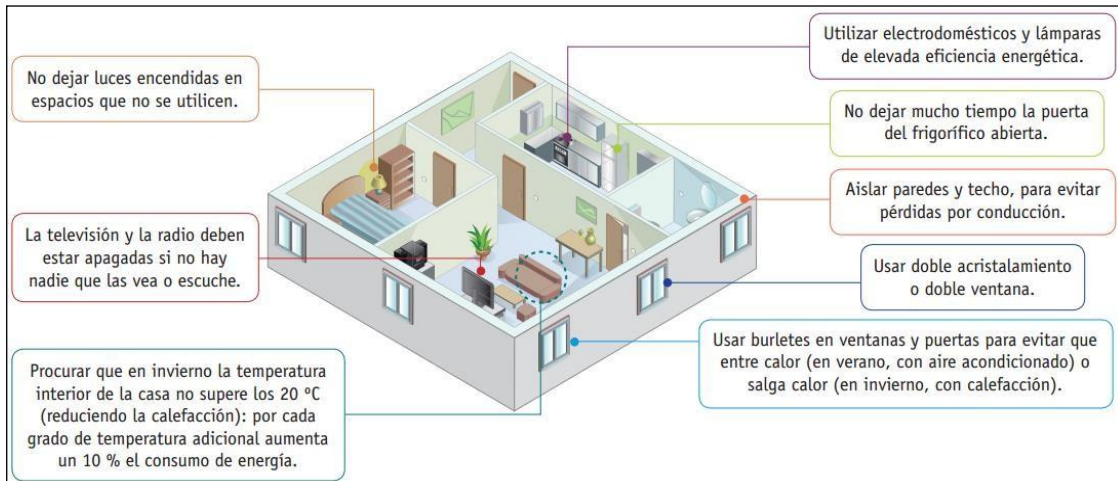 No dejar luces encendidas en
espacios que no se utilicen.
La televisión y la radio deben
estar apagadas si no hay
nadie que las vea o escuche.
Procurar que en invierno la temperatura
interior de la casa no supere los 20 ºC
(reduciendo la calefacción): por cada
grado de temperatura adicional aumenta
un 10 % el consumo de energía.
Utilizar electrodomésticos y lámparas
de elevada eficiencia energética.
No dejar mucho tiempo la puerta
del frigorífico abierta.
Aislar paredes y techo, para evitar
pérdidas por conducción.
Usar doble acristalamiento
o doble ventana.
Usar burletes en ventanas y puertas para evitar que
entre calor (en verano, con aire acondicionado) o
salga calor (en invierno, con calefacción).